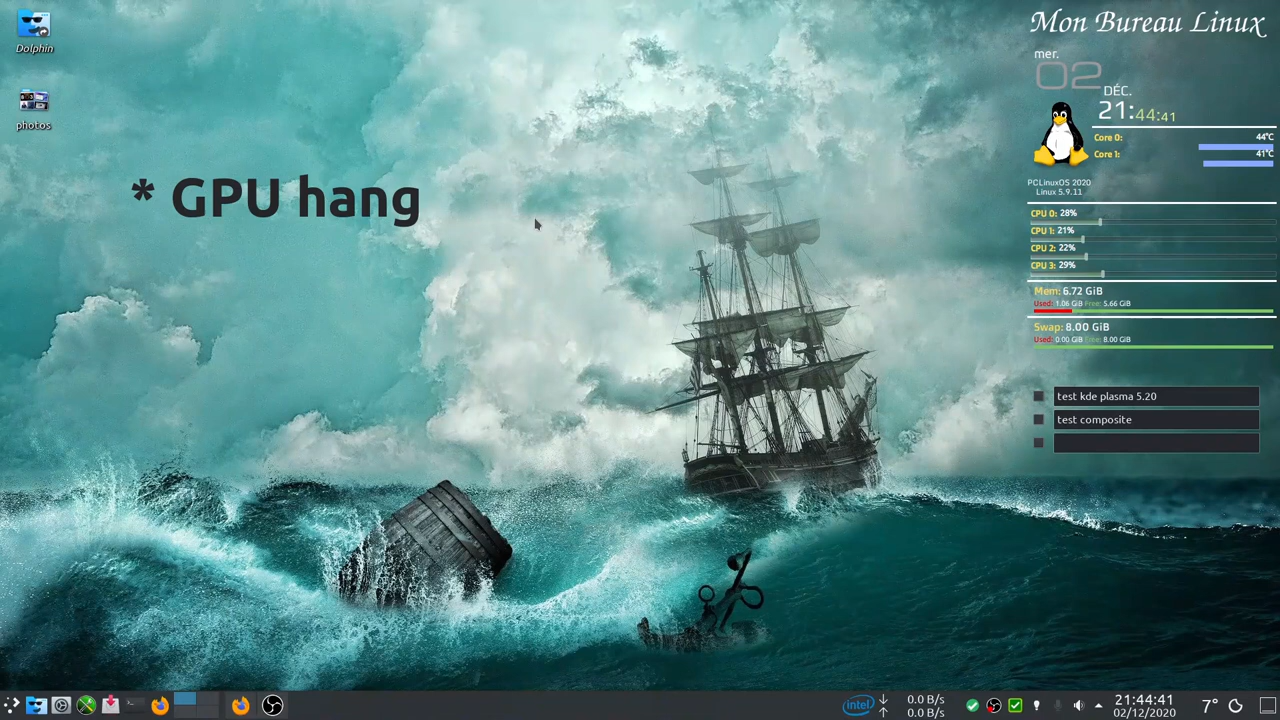 Dolphin
photos
* GPU hang
Mon Bureau Linux
mer.
02
DÉC.
21:44:41
Core 0: 44°C
Core 1: 41°C
PCLinuxOS 2020
Linux 5.9.11
CPU 0: 28%
CPU 1: 21%
CPU 2: 22%
CPU 3: 29%
Mem: 6.72 GiB
Used: 1.06 GiB Free: 5.66 GiB
Swap: 8.00 GiB
Used: 0.00 GiB Free: 8.00 GiB
test kde plasma 5.20
test composite
intel
0.0 B/s
0.0 B/s
21:44:41
02/12/2020
7°